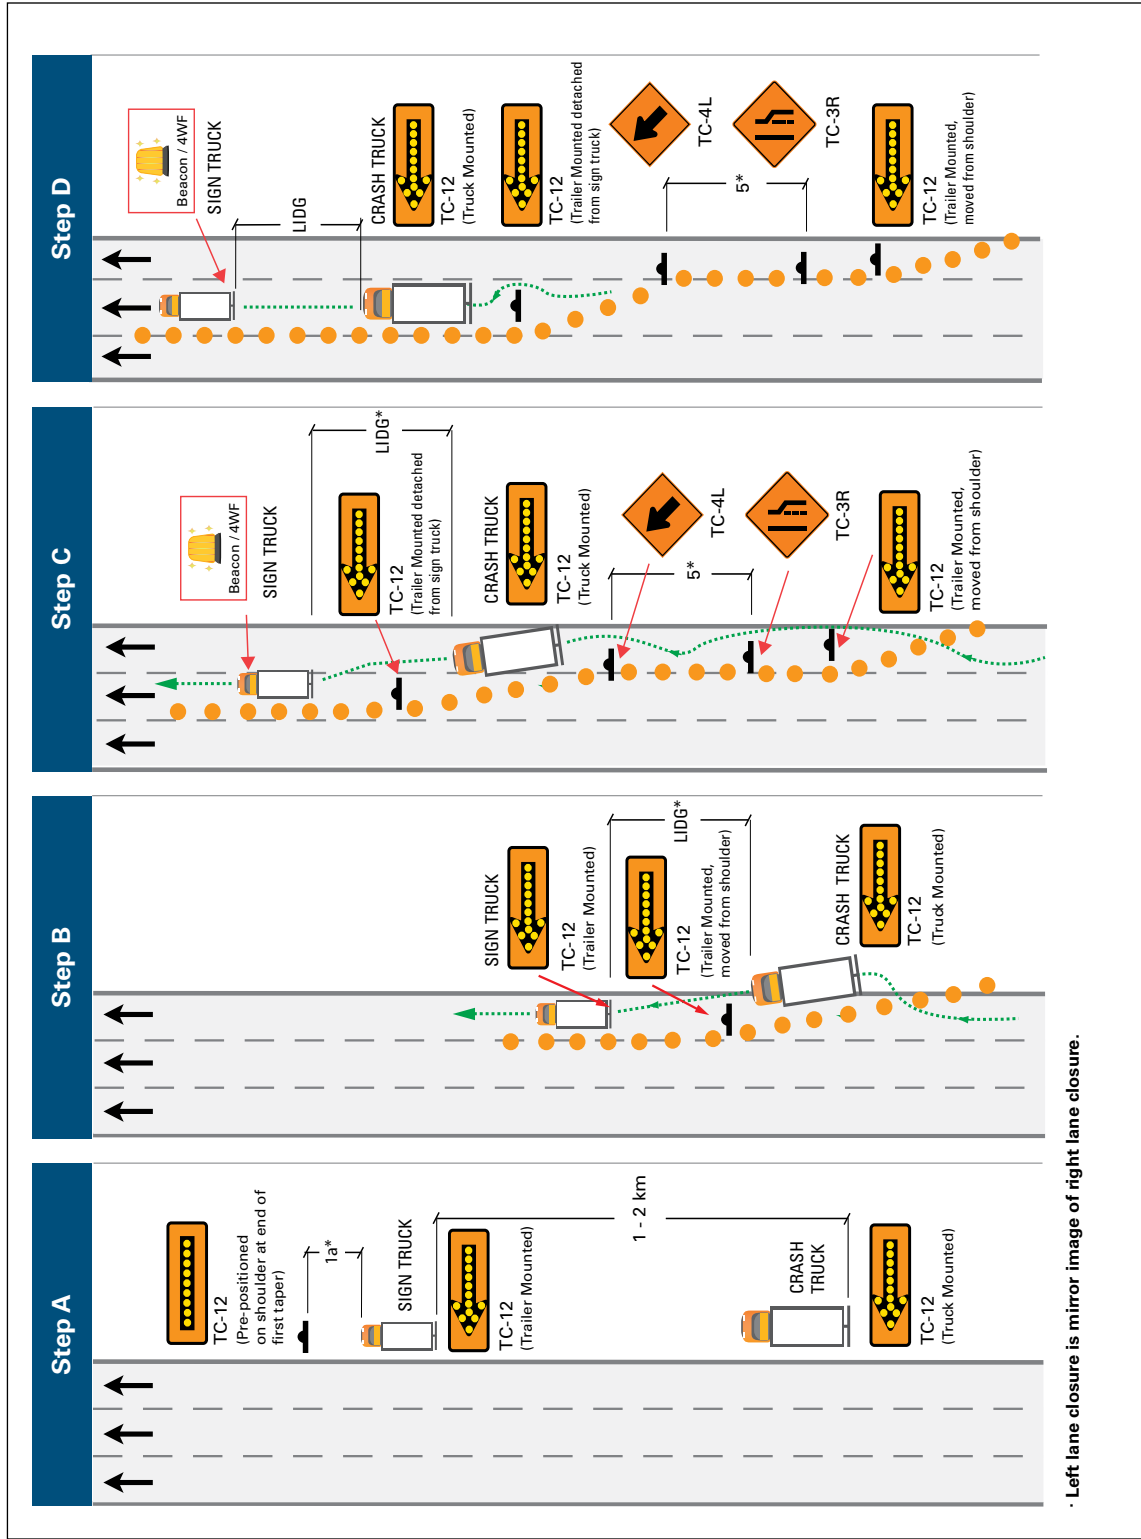 Step A
TC-12
(Pre-positioned
on shoulder at end of
first taper)
1a*
SIGN TRUCK
TC-12
(Trailer Mounted)
1 - 2 km
CRASH
TRUCK
TC-12
(Truck Mounted)
Step B
SIGN TRUCK
TC-12
(Trailer Mounted)
LIDG*
TC-12
(Trailer Mounted,
moved from shoulder)
CRASH TRUCK
TC-12
(Truck Mounted)
Step C
Beacon / 4WF
SIGN TRUCK
LIDG*
TC-12
(Trailer Mounted detached
from sign truck)
CRASH TRUCK
TC-12
(Truck Mounted)
TC-4L
5*
TC-3R
TC-12
(Trailer Mounted,
moved from shoulder)
Step D
Beacon / 4WF
SIGN TRUCK
LIDG
CRASH TRUCK
TC-12
(Truck Mounted)
TC-12
(Trailer Mounted detached
from sign truck)
TC-4L
5*
TC-3R
TC-12
(Trailer Mounted,
moved from shoulder)
· Left lane closure is mirror image of right lane closure.